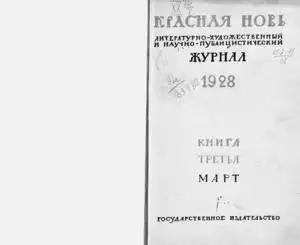 КРАСНАЯ НОВЬ
ЛИТЕРАТУРНО-ХУДОЖЕСТВЕННЫЙ
И НАУЧНО-ПУБЛИЦИСТИЧЕСКИЙ
ЖУРНАЛ
1928
КНИГА
ТРЕТЬЯ
МАРТ
ГОСУДАРСТВЕННОЕ ИЗДАТЕЛЬСТВО